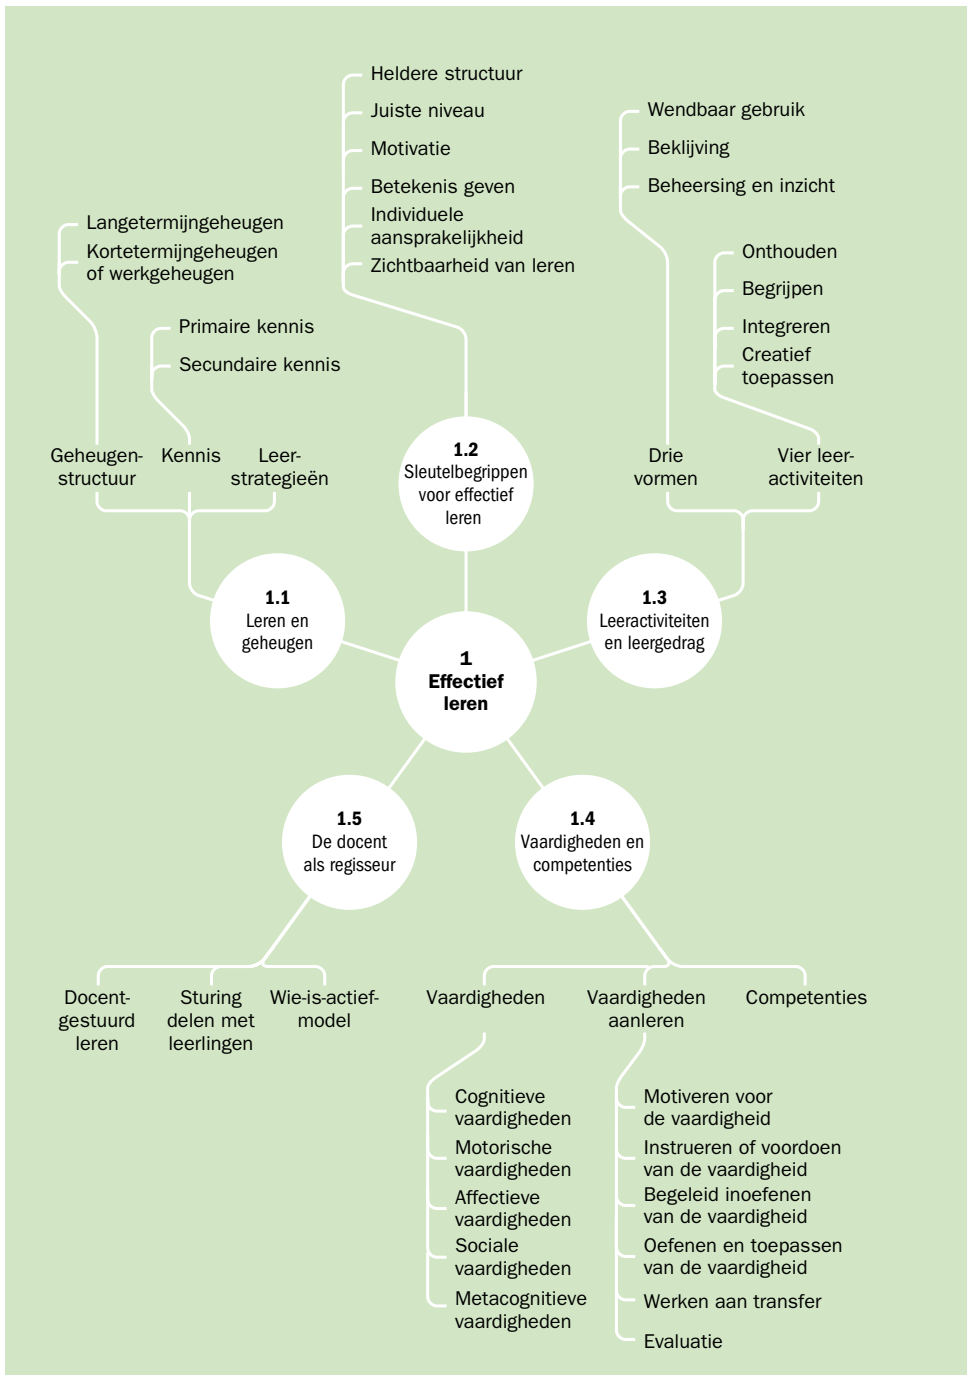 Heldere structuur
Juiste niveau
Motivatie
Betekenis geven
Individuele
aansprakelijkheid
Zichtbaarheid van leren
Wendbaar gebruik
Beklijving
Beheersing en inzicht
Langetermijngeheugen
Kortetermijngeheugen
of werkgeheugen
Primaire kennis
Secundaire kennis
Onthouden
Begrijpen
Integreren
Creatief
toepassen
Geheugen-
structuur
Kennis
Leer-
strategieën
1.2
Sleutelbegrippen
voor effectief
leren
Drie
vormen
Vier leer-
activiteiten
1.1
Leren en
geheugen
1.3
Leeractiviteiten
en leergedrag
1
Effectief
leren
1.5
De docent
als regisseur
1.4
Vaardigheden en
competenties
Docent-
gestuurd
leren
Sturing
delen met
leerlingen
Wie-is-actief-
model
Vaardigheden
Vaardigheden
aanleren
Competenties
Cognitieve
vaardigheden
Motorische
vaardigheden
Affectieve
vaardigheden
Sociale
vaardigheden
Metacognitieve
vaardigheden
Motiveren voor
de vaardigheid
Instrueren of voordoen
van de vaardigheid
Begeleid inoefenen
van de vaardigheid
Oefenen en toepassen
van de vaardigheid
Werken aan transfer
Evaluatie